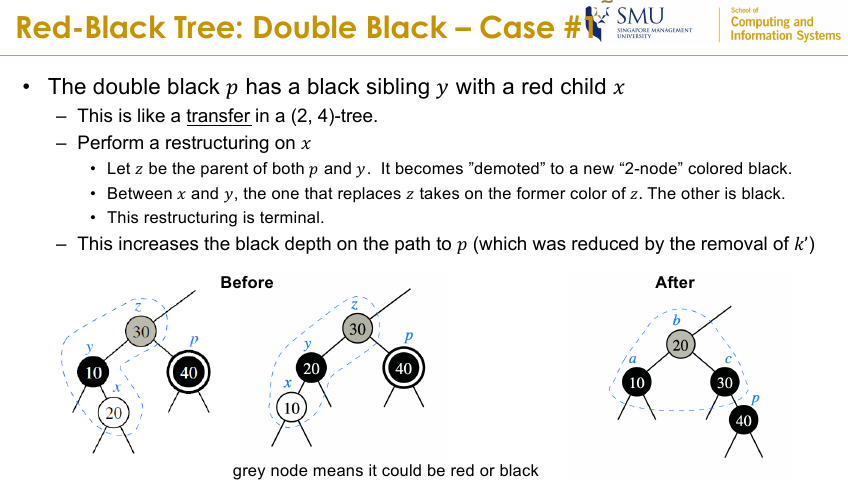 Red-Black Tree: Double Black – Case #1
SMU
SINGAPORE MANAGEMENT
UNIVERSITY
School of
Computing and
Information Systems
• The double black p has a black sibling y with a red child x
– This is like a transfer in a (2, 4)-tree.
– Perform a restructuring on x
• Let z be the parent of both p and y. It becomes ”demoted” to a new “2-node” colored black.
• Between x and y, the one that replaces z takes on the former color of z. The other is black.
• This restructuring is terminal.
– This increases the black depth on the path to p (which was reduced by the removal of k’)
Before
After
z
30
y
p
10
40
x
20
z
30
y
p
20
40
x
10
b
20
a
c
10
30
p
40
grey node means it could be red or black